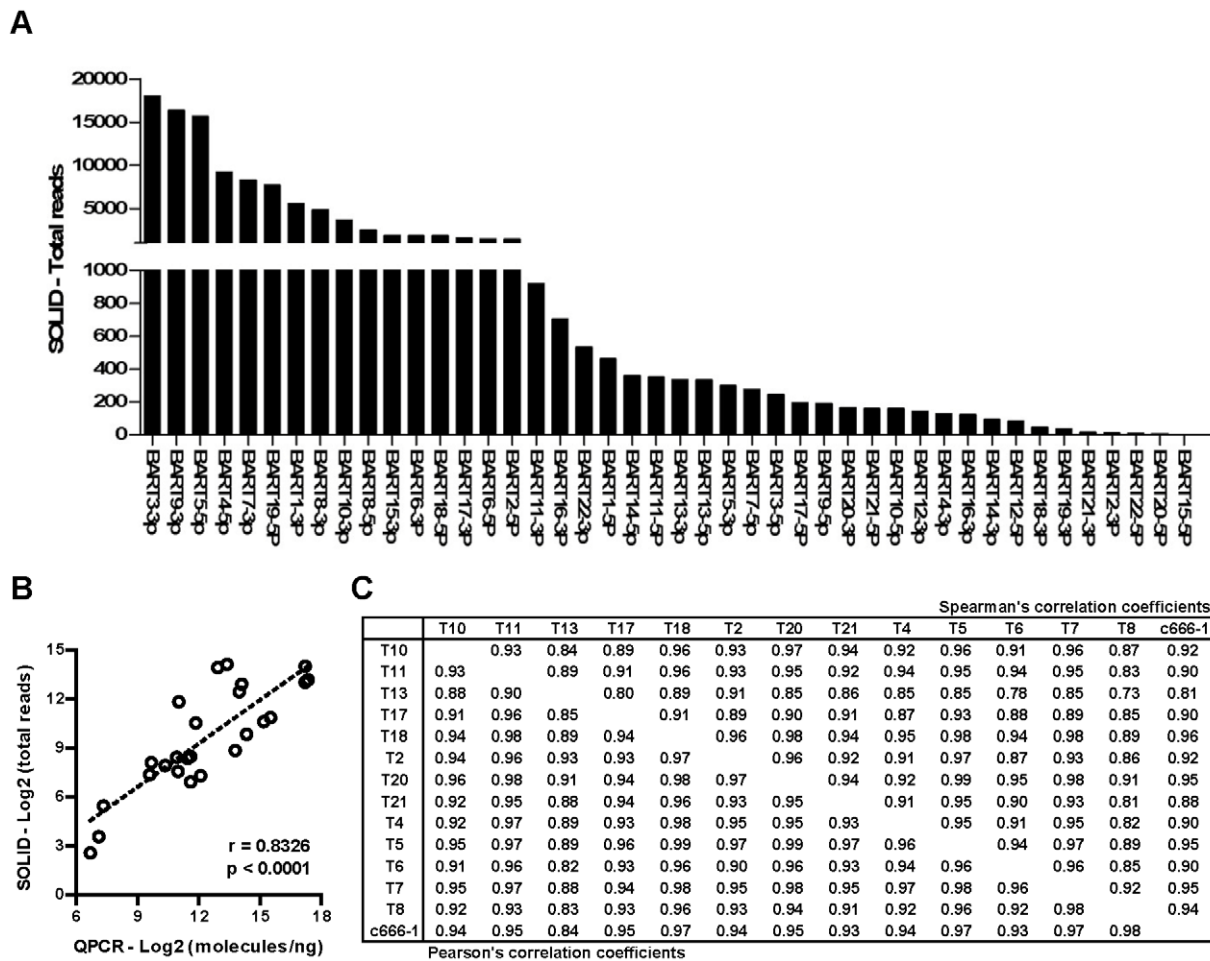 A
20000
15000
10000
5000
1000
800
600
400
200
0
SOLID - Total reads
BART3-3p
BART9-3p
BART5-5p
BART4-5p
BART7-3p
BART19-5P
BART1-3P
BART8-3p
BART10-3p
BART8-5p
BART15-3p
BART6-3P
BART18-5P
BART17-3P
BART6-5P
BART2-5P
BART11-3P
BART16-3P
BART22-3p
BART1-5P
BART14-5p
BART11-5P
BART13-3p
BART13-5p
BART5-3p
BART7-5p
BART3-5p
BART17-5P
BART9-5p
BART20-3P
BART21-5P
BART10-5p
BART12-3p
BART4-3p
BART16-3p
BART14-3p
BART12-5P
BART18-3P
BART19-3P
BART21-3P
BART2-3P
BART22-5P
BART20-5P
BART15-5P
B
15
12
9
6
3
0
SOLID - Log2 (total reads)
r = 0.8326
p < 0.0001
6 9 12 15 18
QPCR - Log2 (molecules/ng)
C
Spearman's correlation coefficients
T10 T11 T13 T17 T18 T2 T20 T21 T4 T5 T6 T7 T8 c666-1
T10 0.93 0.84 0.89 0.96 0.93 0.97 0.94 0.92 0.96 0.91 0.96 0.87 0.92
T11 0.93 0.89 0.91 0.96 0.93 0.95 0.92 0.94 0.95 0.94 0.95 0.83 0.90
T13 0.88 0.90 0.80 0.89 0.91 0.85 0.86 0.85 0.85 0.78 0.85 0.73 0.81
T17 0.91 0.96 0.85 0.91 0.89 0.90 0.91 0.87 0.93 0.88 0.89 0.85 0.90
T18 0.94 0.98 0.89 0.94 0.96 0.98 0.94 0.95 0.98 0.94 0.98 0.89 0.96
T2 0.94 0.96 0.93 0.93 0.97 0.96 0.92 0.91 0.97 0.87 0.93 0.86 0.92
T20 0.96 0.98 0.91 0.94 0.98 0.97 0.94 0.92 0.99 0.95 0.98 0.91 0.95
T21 0.92 0.95 0.88 0.94 0.96 0.93 0.95 0.91 0.95 0.90 0.93 0.81 0.88
T4 0.92 0.97 0.89 0.93 0.98 0.95 0.95 0.93 0.95 0.91 0.95 0.82 0.90
T5 0.95 0.97 0.89 0.96 0.99 0.97 0.99 0.97 0.96 0.94 0.97 0.89 0.95
T6 0.91 0.96 0.82 0.93 0.96 0.90 0.96 0.93 0.94 0.96 0.96 0.85 0.90
T7 0.95 0.97 0.88 0.94 0.98 0.95 0.98 0.95 0.97 0.98 0.96 0.92 0.95
T8 0.92 0.93 0.83 0.93 0.96 0.93 0.94 0.91 0.92 0.96 0.92 0.98 0.94
c666-1 0.94 0.95 0.84 0.95 0.97 0.94 0.95 0.94 0.94 0.97 0.93 0.97 0.98
Pearson's correlation coefficients